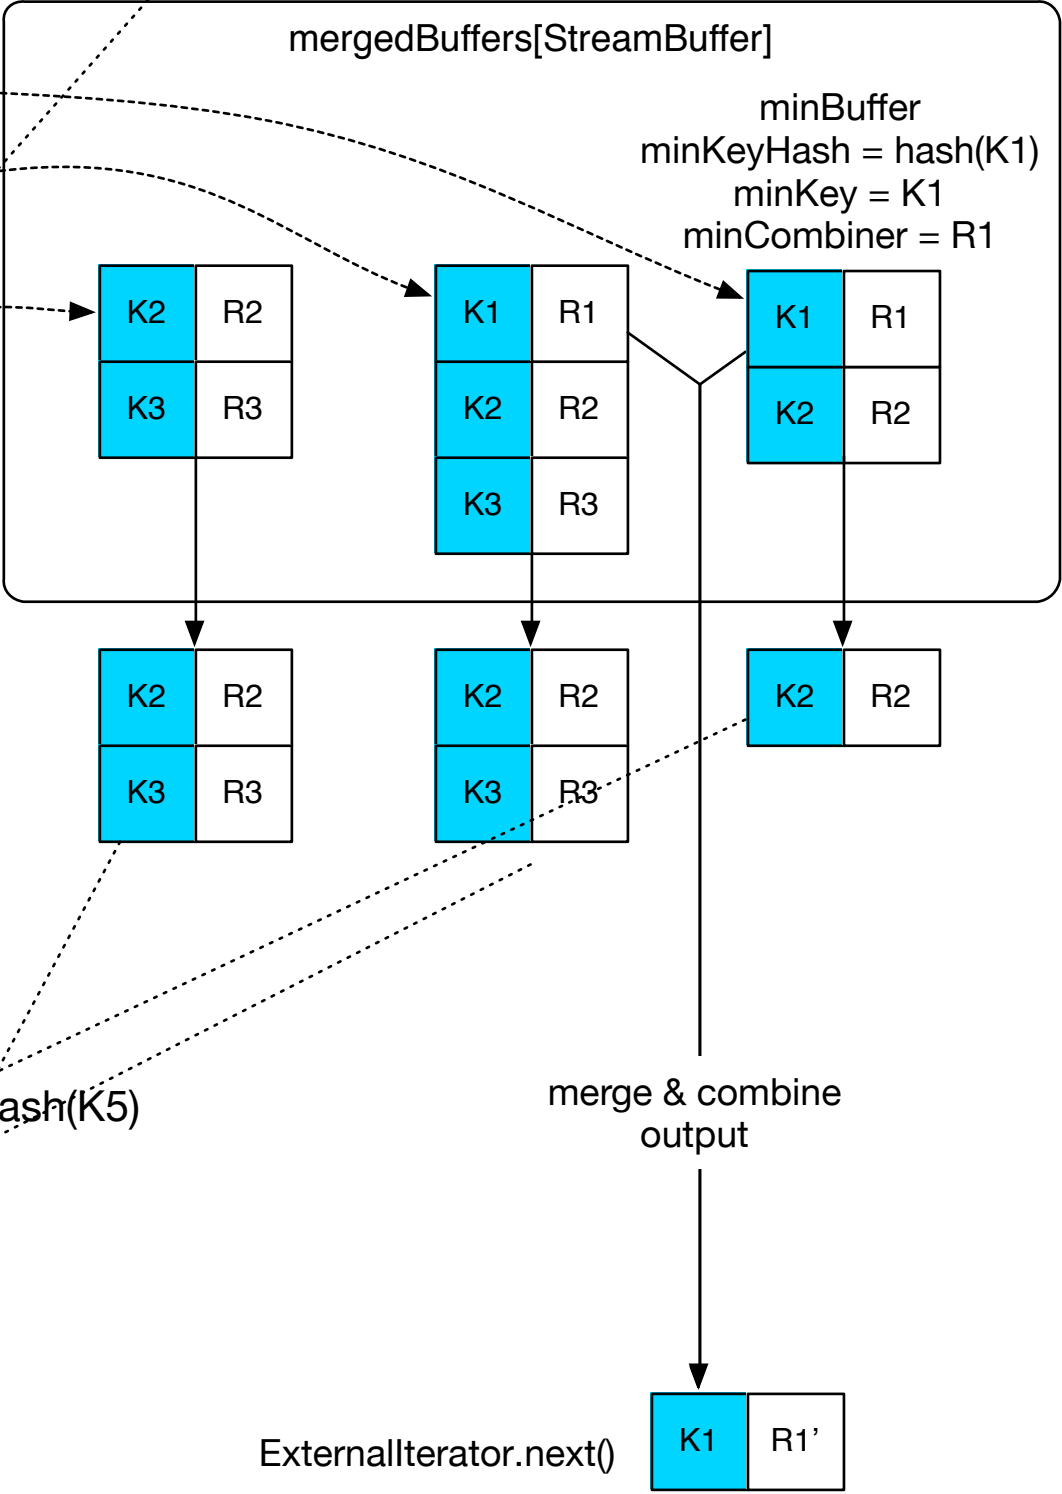 mergedBuffers[StreamBuffer]
minBuffer
minKeyHash = hash(K1)
minKey = K1
minCombiner = R1
K2 R2
K3 R3
K1 R1
K2 R2
K3 R3
K1 R1
K2 R2
K2 R2
K3 R3
K2 R2
K3 R3
K2 R2
ash(K5)
merge & combine
output
ExternalIterator.next()
K1 R1’